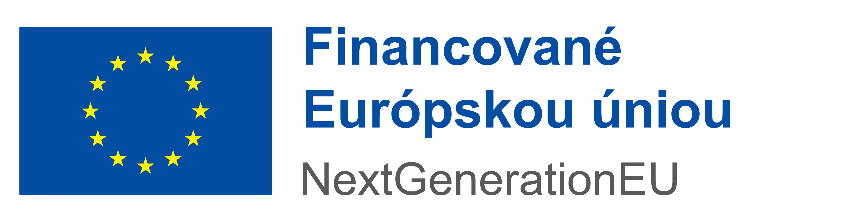 Financované
Európskou úniou
NextGenerationEU